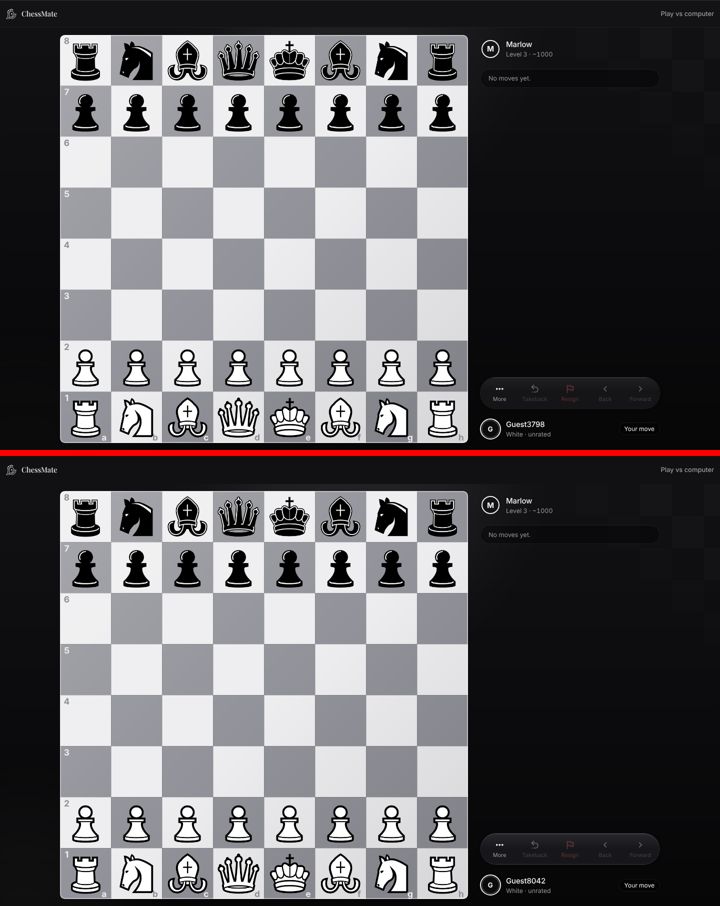 ChessMate
Play vs computer
8
7
6
5
4
3
2
1
a
b
c
d
e
f
g
h
M
Marlow
Level 3 · ~1000
No moves yet.
More
Takeback
Resign
Back
Forward
G
Guest3798
White · unrated
Your move
ChessMate
Play vs computer
8
7
6
5
4
3
2
1
a
b
c
d
e
f
g
h
M
Marlow
Level 3 · ~1000
No moves yet.
More
Takeback
Resign
Back
Forward
G
Guest8042
White · unrated
Your move